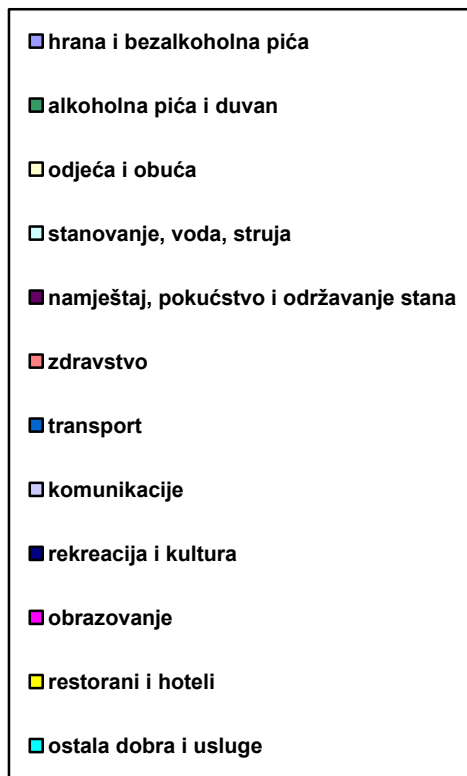 hrana i bezalkoholna pića
alkoholna pića i duvan
odjeća i obuća
stanovanje, voda, struja
namještaj, pokućstvo i održavanje stana
zdravstvo
transport
komunikacije
rekreacija i kultura
obrazovanje
restorani i hoteli
ostala dobra i usluge